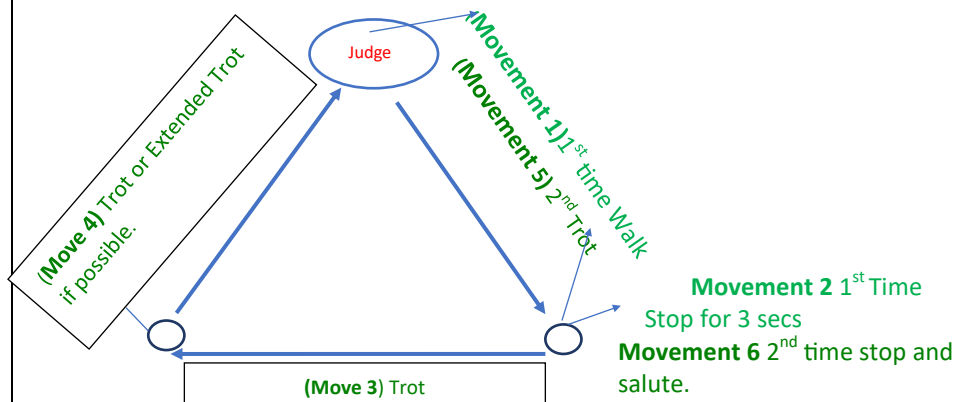 Judge
(Movement 1)1st time Walk
(Movement 5) 2nd Trot
(Move 4) Trot or Extended Trot
if possible.
Movement 2 1st Time
Stop for 3 secs
Movement 6 2nd time stop and
salute.
(Move 3) Trot